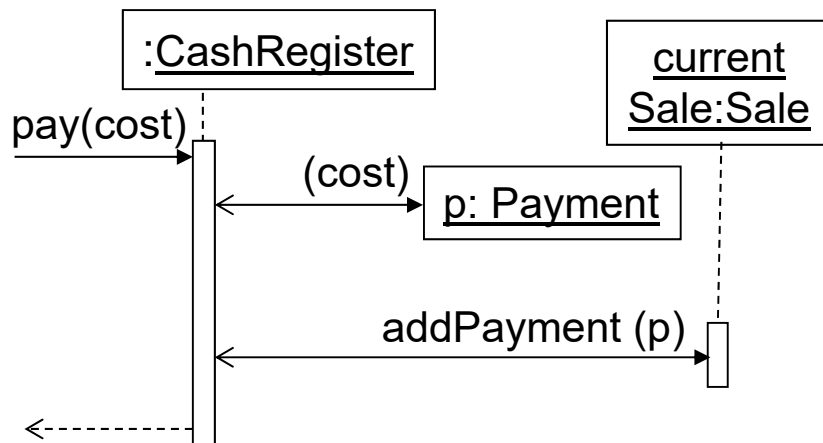 :CashRegister
current
Sale:Sale
pay(cost)
(cost)
p: Payment
addPayment (p)